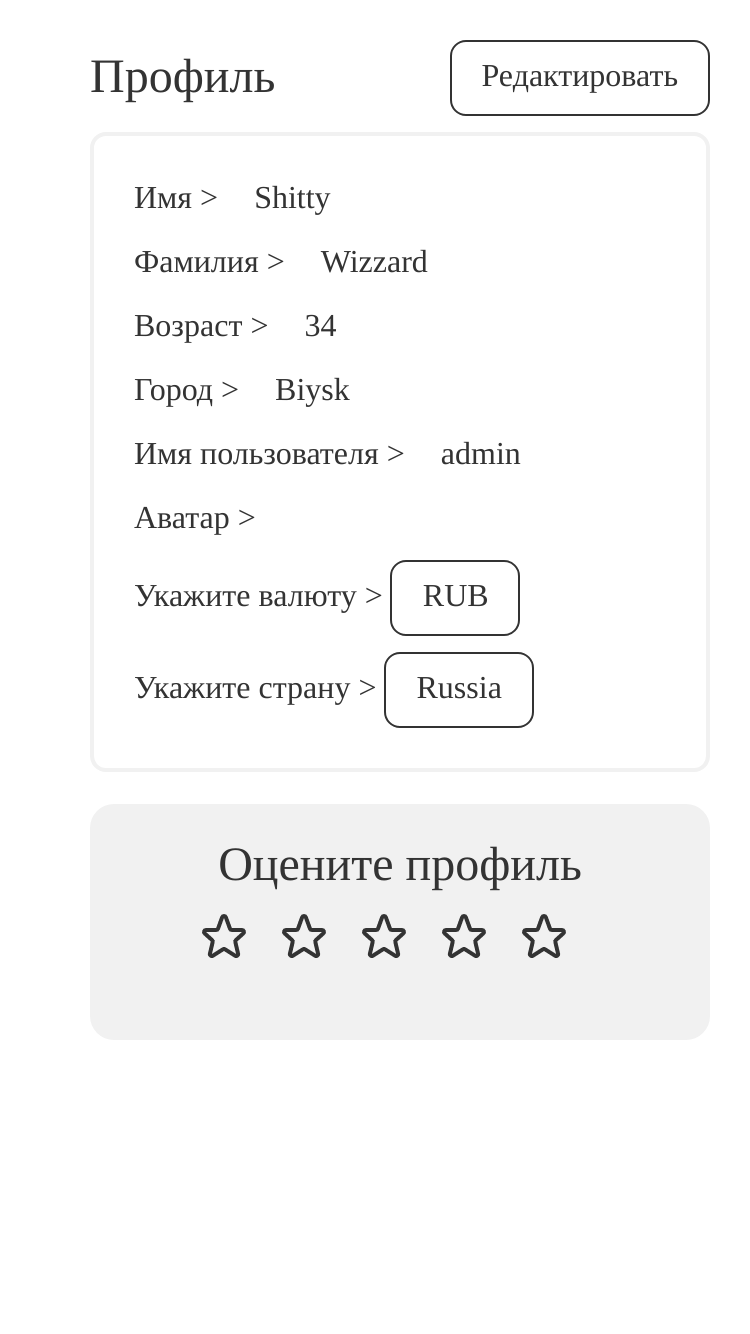 Профиль
Редактировать
Имя > Shitty
Фамилия > Wizzard
Возраст > 34
Город > Biysk
Имя пользователя > admin
Аватар >
Укажите валюту > RUB
Укажите страну > Russia
Оцените профиль